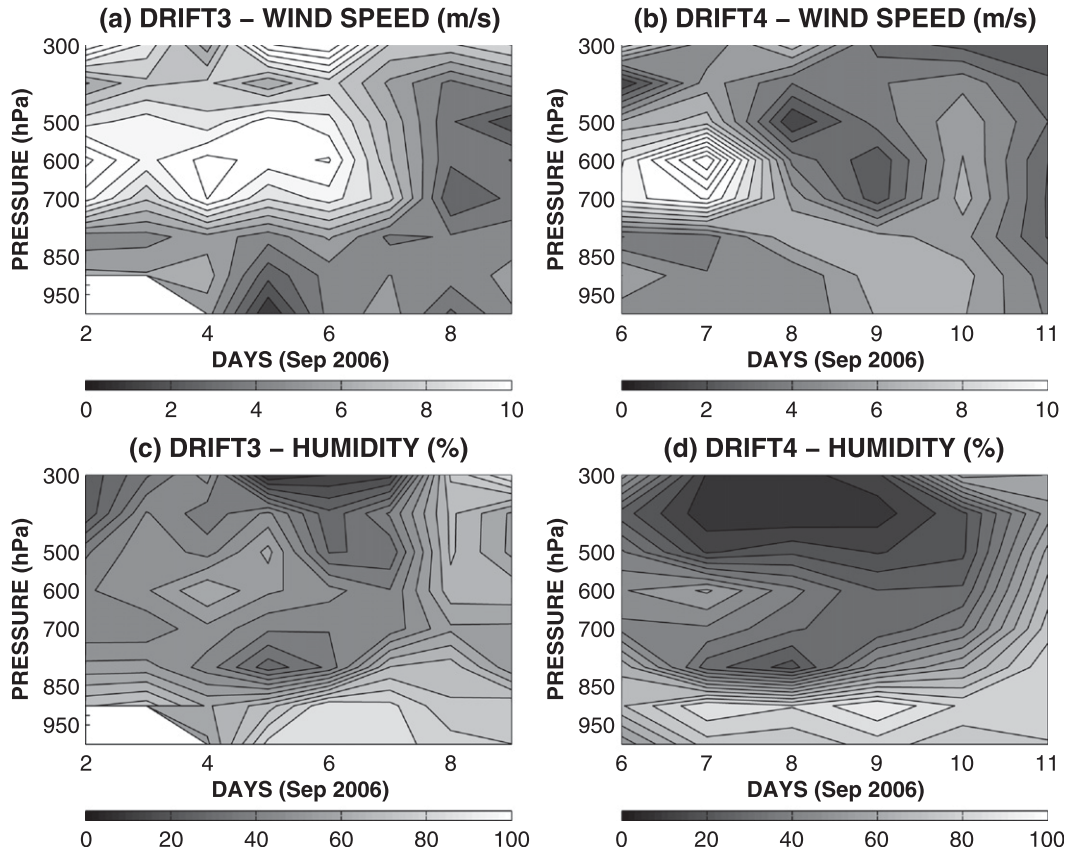 (a) DRIFT3 – WIND SPEED (m/s)
300
500
600
700
850
950
PRESSURE (hPa)
2 4 6 8
DAYS (Sep 2006)
0 2 4 6 8 10
(b) DRIFT4 – WIND SPEED (m/s)
300
500
600
700
850
950
PRESSURE (hPa)
6 7 8 9 10 11
DAYS (Sep 2006)
0 2 4 6 8 10
(c) DRIFT3 – HUMIDITY (%)
300
500
600
700
850
950
PRESSURE (hPa)
2 4 6 8
DAYS (Sep 2006)
0 20 40 60 80 100
(d) DRIFT4 – HUMIDITY (%)
300
500
600
700
850
950
PRESSURE (hPa)
6 7 8 9 10 11
DAYS (Sep 2006)
0 20 40 60 80 100